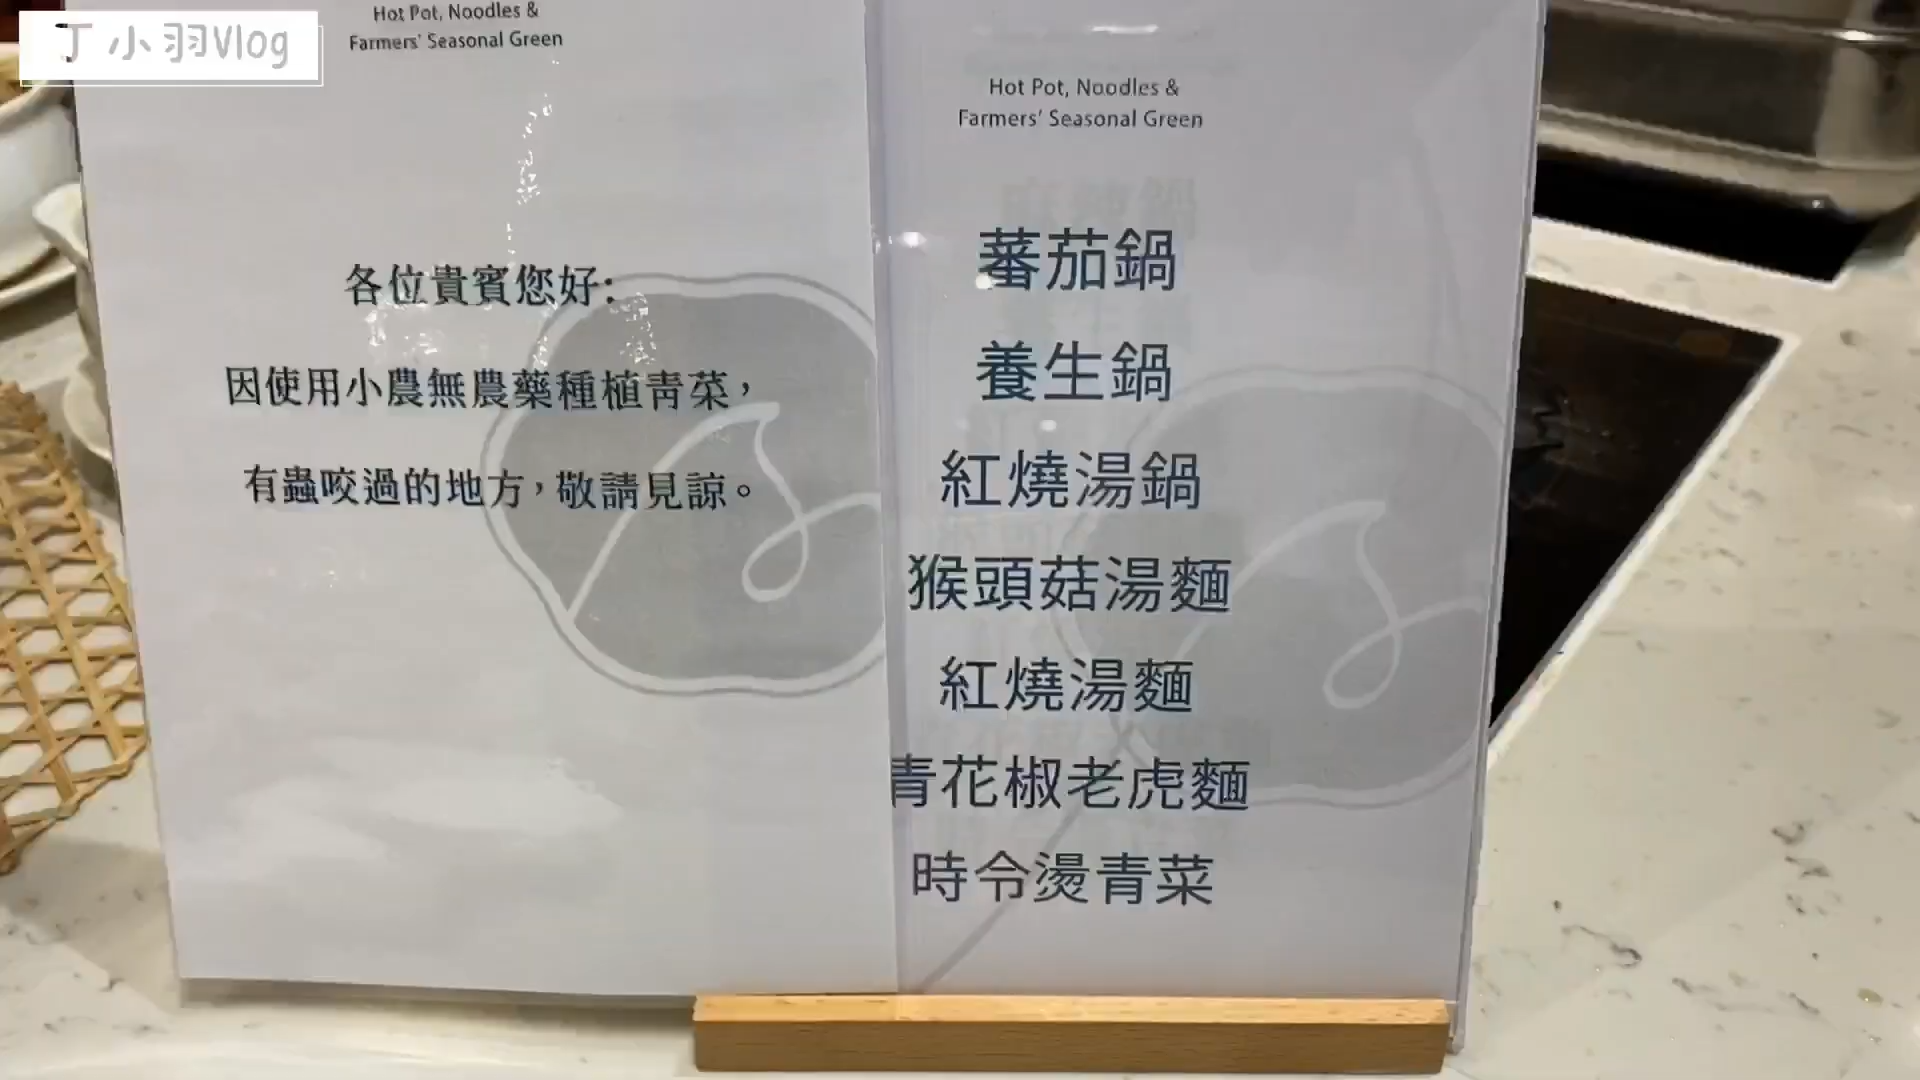 丁小羽Vlog
Hot Pot, Noodles &
Farmers' Seasonal Green
各位貴賓您好:
因使用小農無農藥種植青菜，
有蟲咬過的地方，敬請見諒。
Hot Pot, Noodles &
Farmers' Seasonal Green
蕃茄鍋
養生鍋
紅燒湯鍋
猴頭菇湯麵
紅燒湯麵
青花椒老虎麵
時令燙青菜